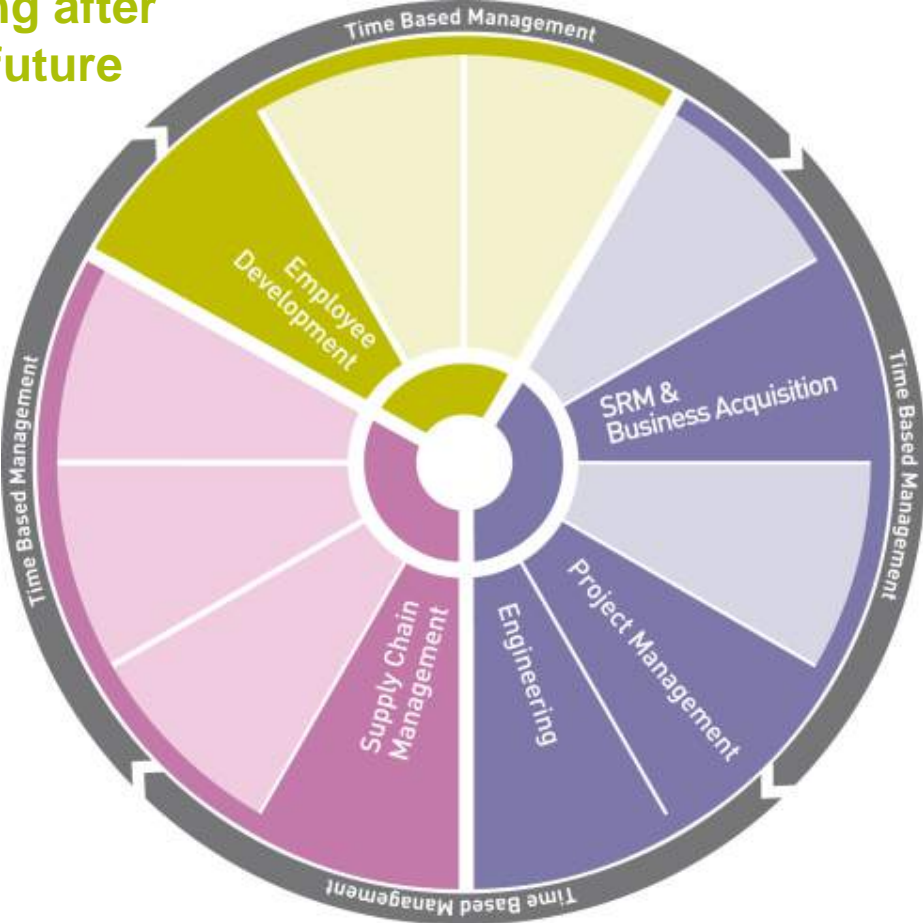 ng after
future
Time Based Management
Employee
Development
SRM &
Business Acquisition
Time Based Management
Project Management
Engineering
Supply Chain
Management
Time Based Management
Time Based Management